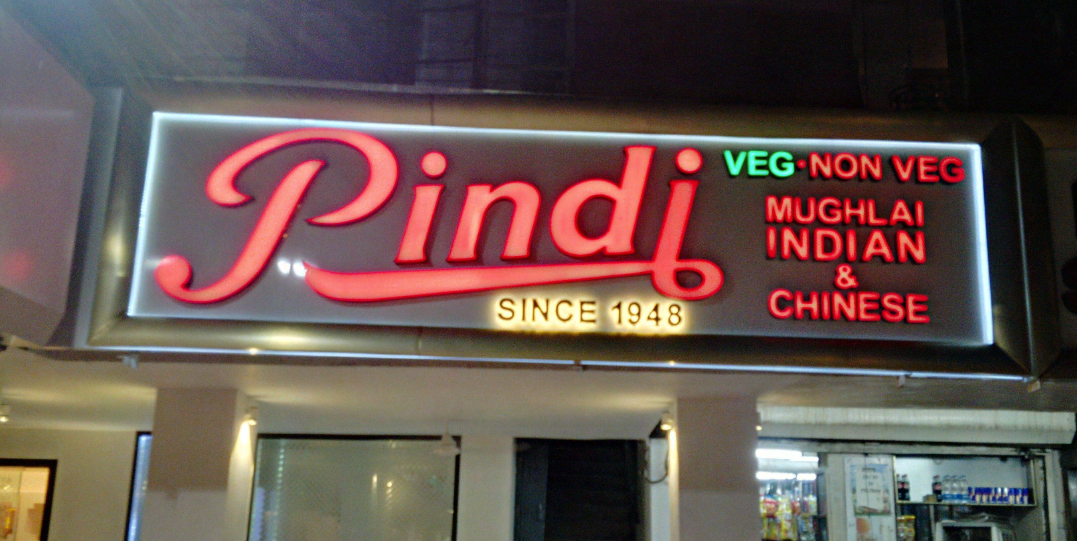 Pindi
SINCE 1948
VEG·NON VEG
MUGHLAI
INDIAN
&
CHINESE